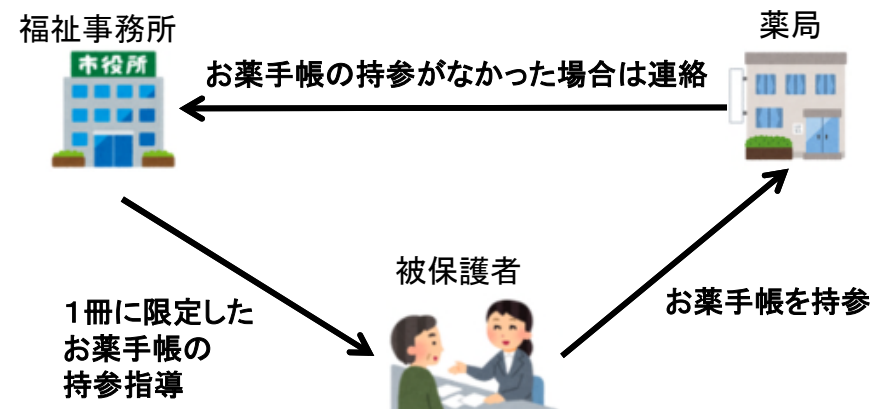 福祉事務所
薬局
市役所
お薬手帳の持参がなかった場合は連絡
被保護者
1冊に限定した
お薬手帳の
持参指導
お薬手帳を持参